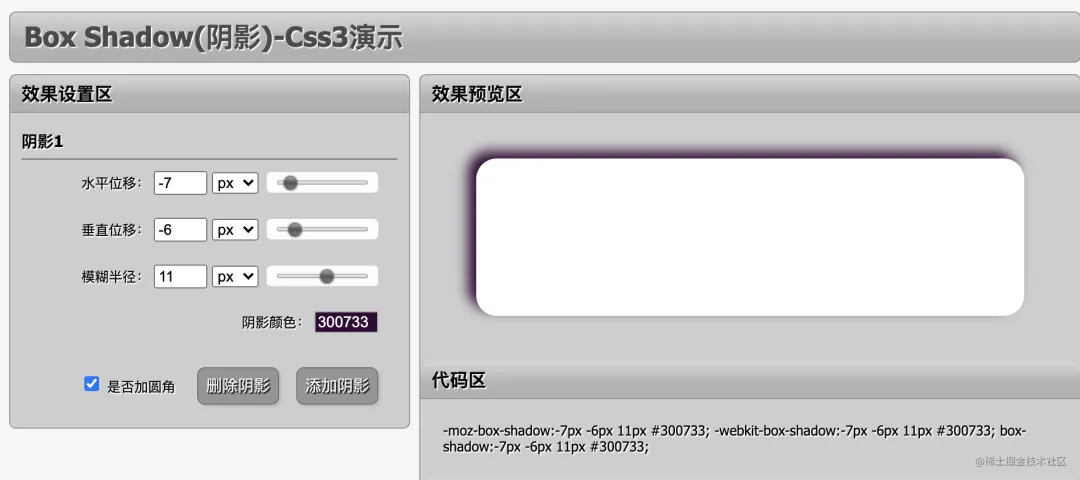 Box Shadow(阴影)-Css3演示
效果设置区
阴影1
水平位移： -7 px
垂直位移： -6 px
模糊半径： 11 px
阴影颜色： 300733
是否加圆角 删除阴影 添加阴影
效果预览区
代码区
-moz-box-shadow:-7px -6px 11px #300733; -webkit-box-shadow:-7px -6px 11px #300733; box-
shadow:-7px -6px 11px #300733;
@稀土掘金技术社区